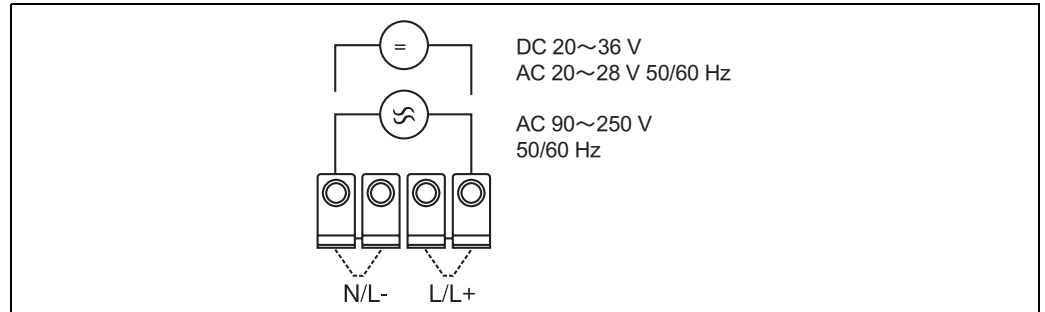 DC 20～36 V
AC 20～28 V 50/60 Hz
AC 90～250 V
50/60 Hz
N/L- L/L+